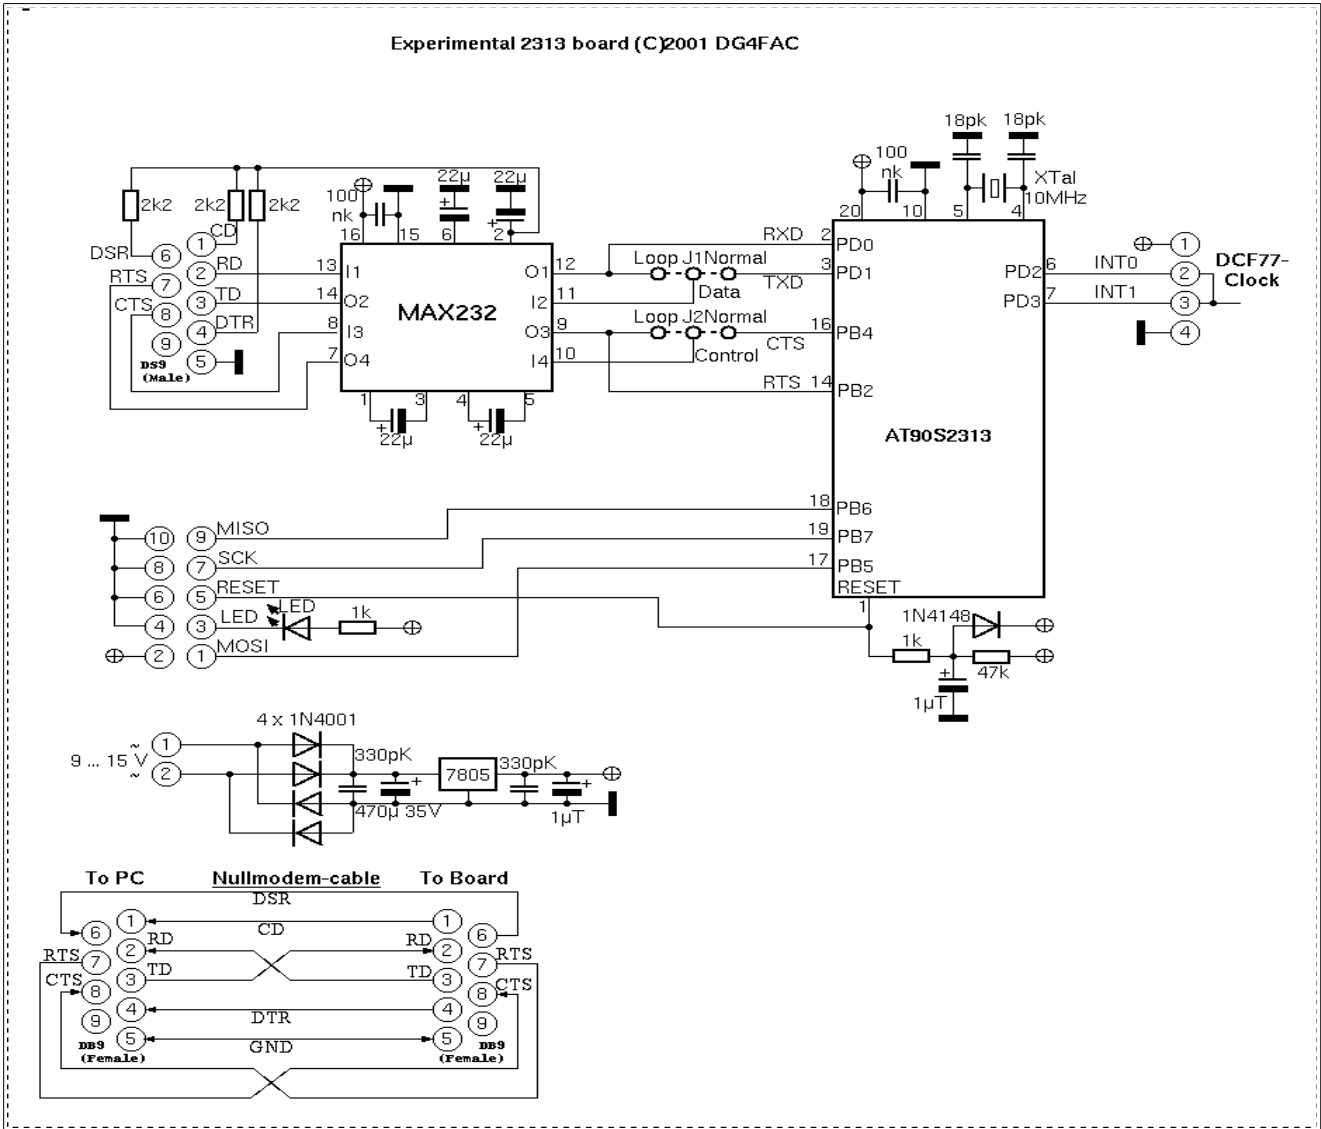 Experimental 2313 board (C)2001 DG4FAC
18pk 18pk
100
nk
XTal
10MHz
20 10 5 4
22µ 22µ
100
nk
2k2 2k2 2k2
16 15 6 2
CD
DSR 6 1
RTS 7 2 RD
CTS 8 3 TD
9 4 DTR
5
DS9
(Male)
13 I1
14 O2
8 I3
7 O4
MAX232
O1 12
I2 11
O3 9
I4 10
1 3 4 5
+ 22µ + 22µ
RXD 2 PD0
Loop J1Normal
3 PD1
TXD
Data
Loop J2Normal
16 PB4
CTS
Control
RTS 14 PB2
AT90S2313
PD2 6 INT0
PD3 7 INT1
1
2
3
4
DCF77-
Clock
18 PB6
19 PB7
17 PB5
RESET
1
10 9 MISO
8 7 SCK
6 5 RESET
4 3 LED
LED
1k
2 1 MOSI
1N4148
1k
47k
+
1µT
4 x 1N4001
9 ... 15 V
~ 1
~ 2
330pK
+
470µ 35V
7805
330pK
+
1µT
To PC Nullmodem-cable To Board
DSR
1 CD 1
6 6
2 RD RD 2
RTS 7 7 RTS
3 TD TD 3
CTS 8 8 CTS
4 DTR 4
9 9
5 GND 5
DB9
(Female)
DB9
(Female)